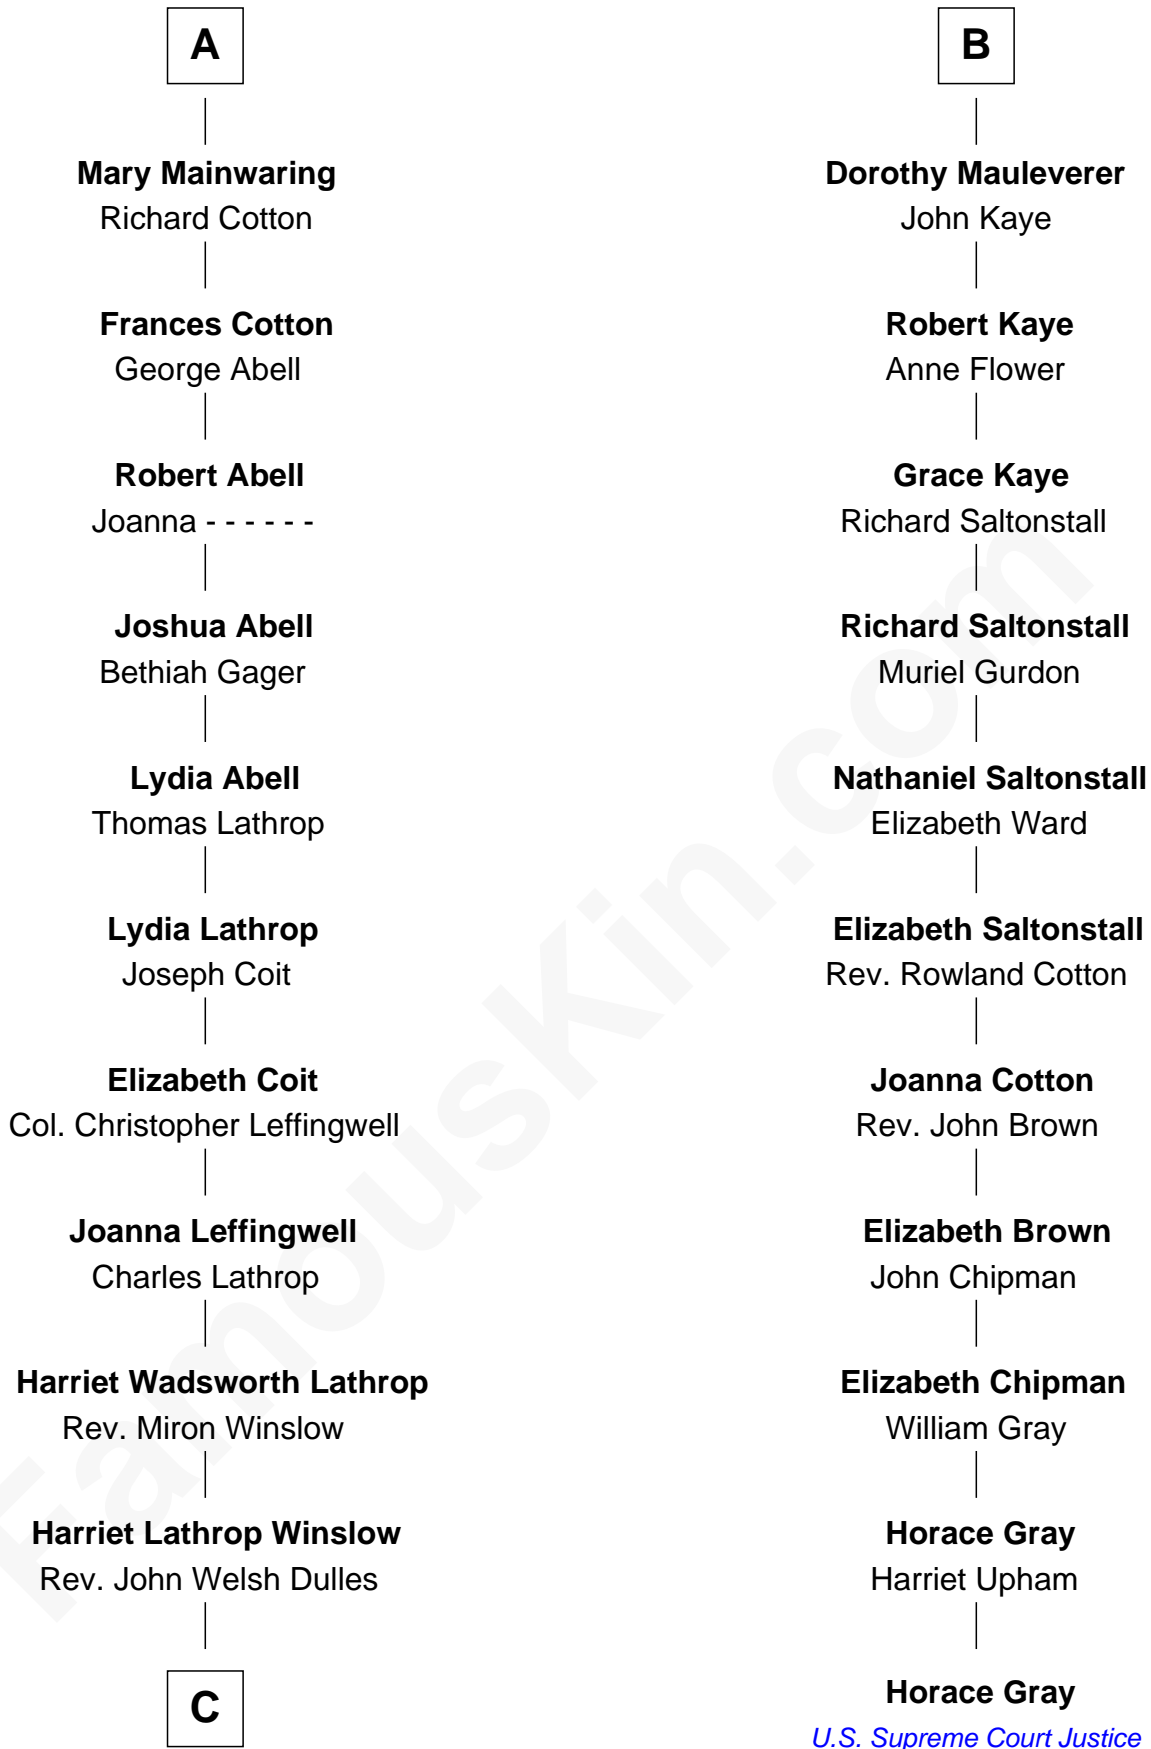 A
Mary Mainwaring
Richard Cotton
Frances Cotton
George Abell
Robert Abell
Joanna - - - - - -
Joshua Abell
Bethiah Gager
Lydia Abell
Thomas Lathrop
Lydia Lathrop
Joseph Coit
Elizabeth Coit
Col. Christopher Leffingwell
Joanna Leffingwell
Charles Lathrop
Harriet Wadsworth Lathrop
Rev. Miron Winslow
Harriet Lathrop Winslow
Rev. John Welsh Dulles
C
B
Dorothy Mauleverer
John Kaye
Robert Kaye
Anne Flower
Grace Kaye
Richard Saltonstall
Richard Saltonstall
Muriel Gurdon
Nathaniel Saltonstall
Elizabeth Ward
Elizabeth Saltonstall
Rev. Rowland Cotton
Joanna Cotton
Rev. John Brown
Elizabeth Brown
John Chipman
Elizabeth Chipman
William Gray
Horace Gray
Harriet Upham
Horace Gray
U.S. Supreme Court Justice
FamousKin.com